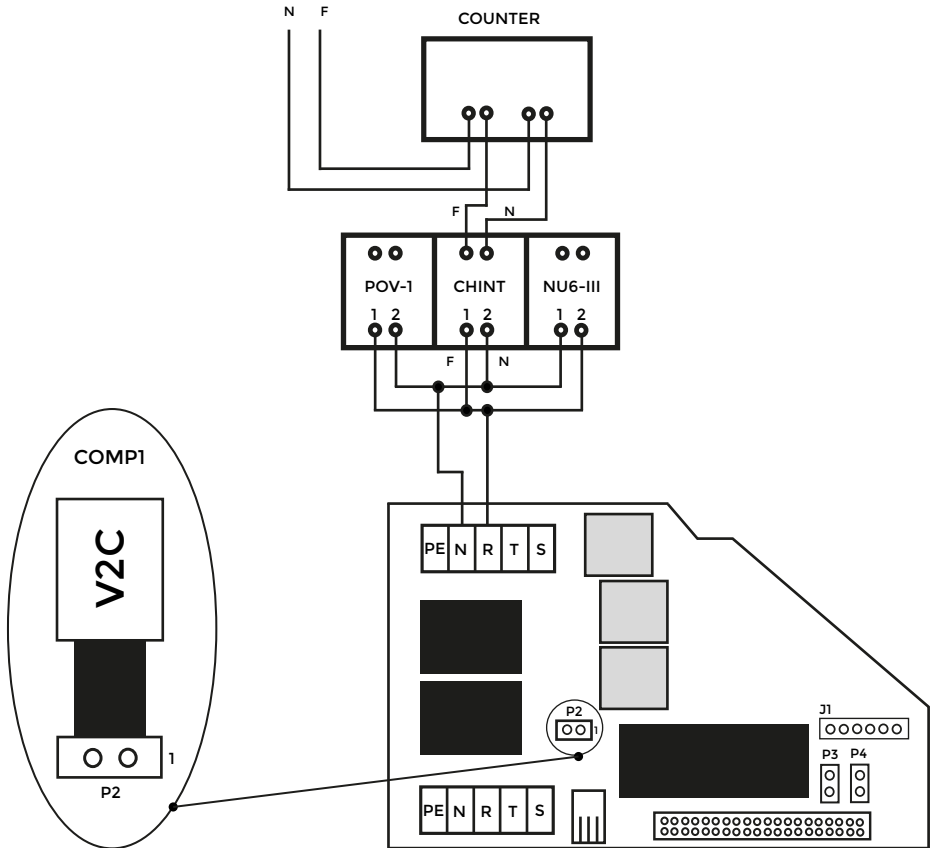 N F
COUNTER
F N
POV-1 CHINT NU6-III
1 2 1 2 1 2
F N
COMP1
V2C
1
P2
PE N R T S
P2
1
J1
P3 P4
PE N R T S